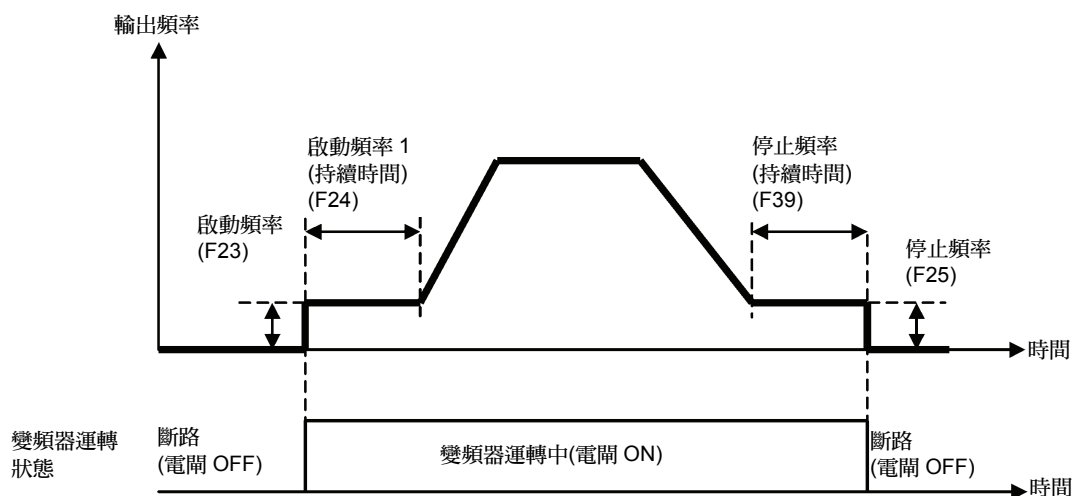 輸出頻率
啟動頻率 1
(持續時間)
(F24)
停止頻率
(持續時間)
(F39)
啟動頻率
(F23)
停止頻率
(F25)
時間
變頻器運轉
狀態
斷路
(電閘 OFF)
變頻器運轉中(電閘 ON)
斷路
(電閘 OFF)
時間